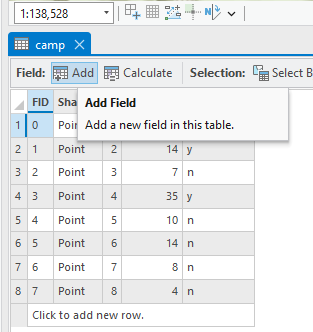 1:138,528
camp
Field: Add Calculate Selection: Select B
FID Sha
Add Field
Add a new field in this table.
1 0 Poin
2 1 Point 2 14 y
3 2 Point 3 7 n
4 3 Point 4 35 y
5 4 Point 5 10 n
6 5 Point 6 14 n
7 6 Point 7 8 n
8 7 Point 8 4 n
Click to add new row.